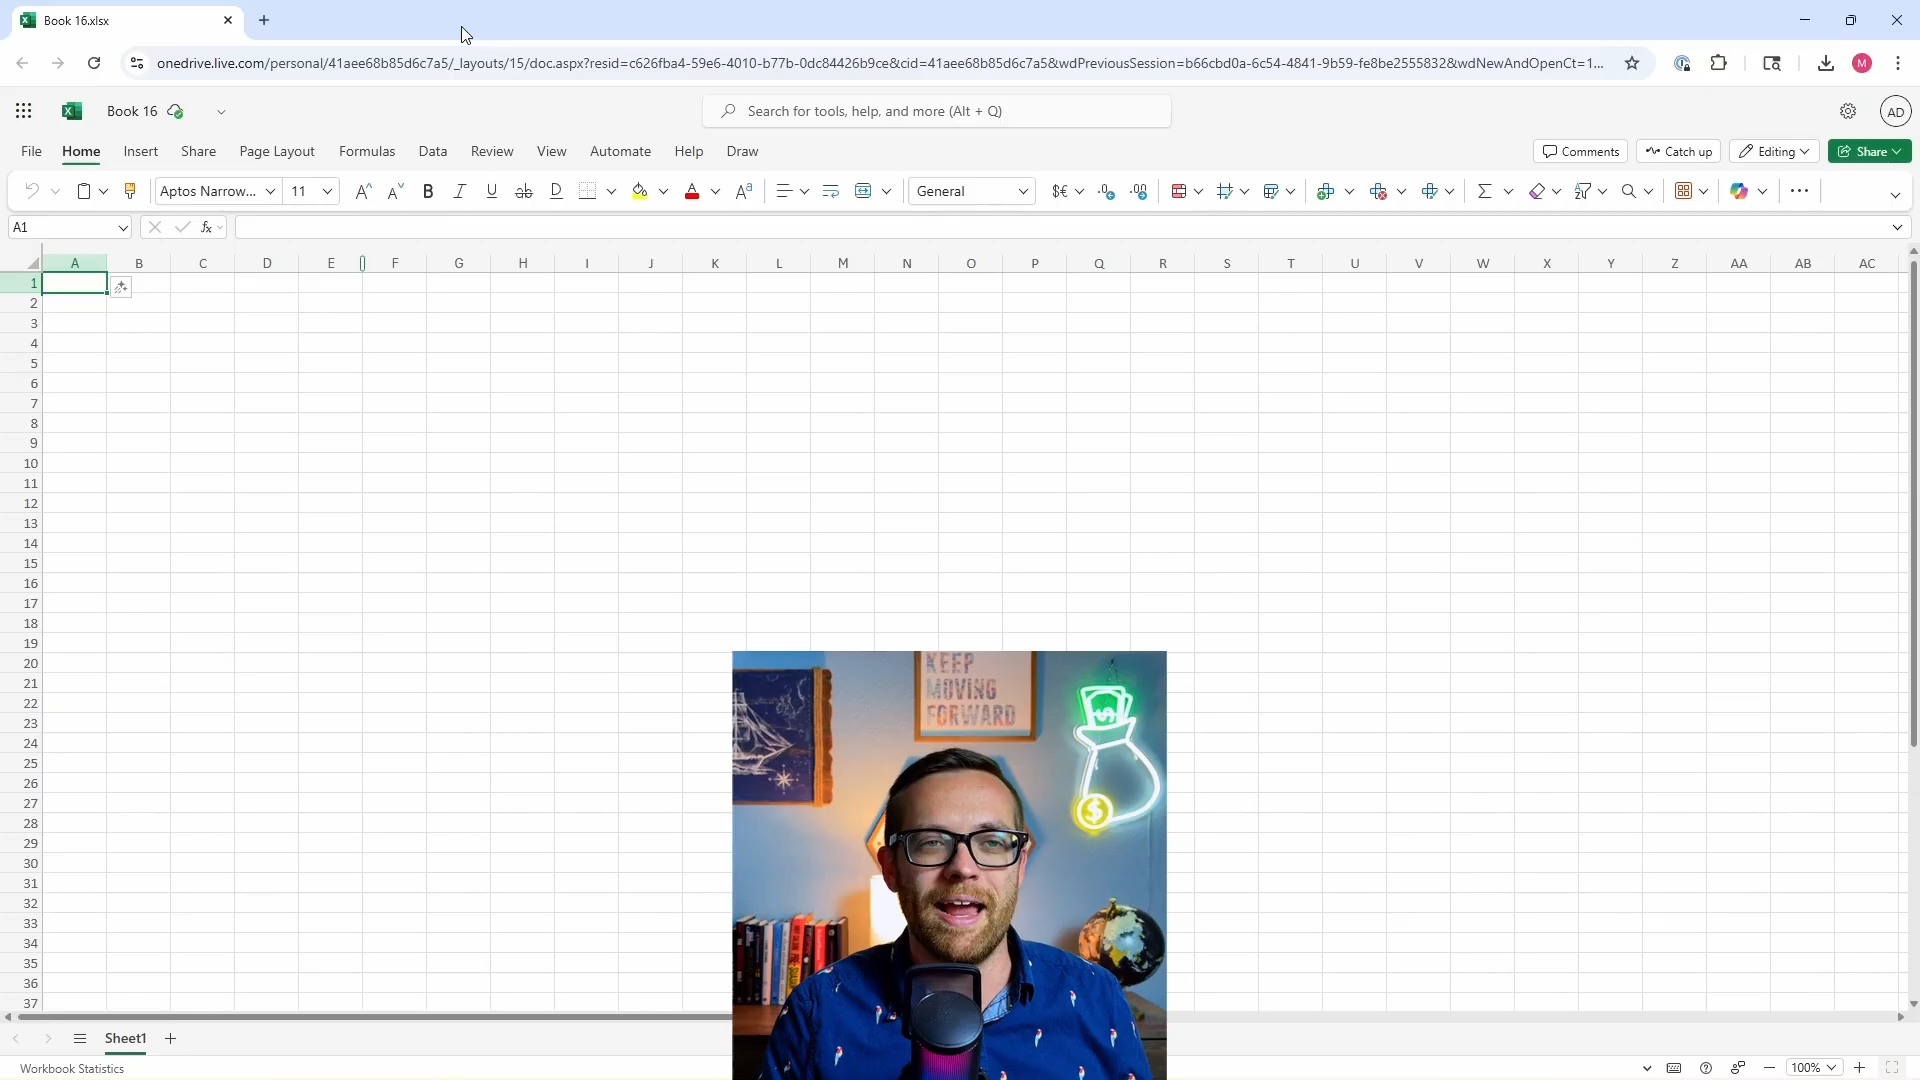 Book 16.xlsx
onedrive.live.com/personal/41aee68b85d6c7a5/_layouts/15/doc.aspx?resid=c626fba4-59e6-4010-b77b-0dc84426b9ce&cid=41aee68b85d6c7a5&wdPreviousSession=b66cbd0a-6c54-4841-9b59-fe8be2555832&wdNewAndOpenCt=1...
M
Book 16
Search for tools, help, and more (Alt + Q)
AD
File Home Insert Share Page Layout Formulas Data Review View Automate Help Draw
Comments Catch up Editing Share
Aptos Narrow... 11 General
A1
A B C D E F G H I J K L M N O P Q R S T U V W X Y Z AA AB AC
1
2
3
4
5
6
7
8
9
10
11
12
13
14
15
16
17
18
19
20
21
22
23
24
25
26
27
28
29
30
31
32
33
34
35
36
37
KEEP
MOVING
FORWARD
Sheet1
Workbook Statistics
100%